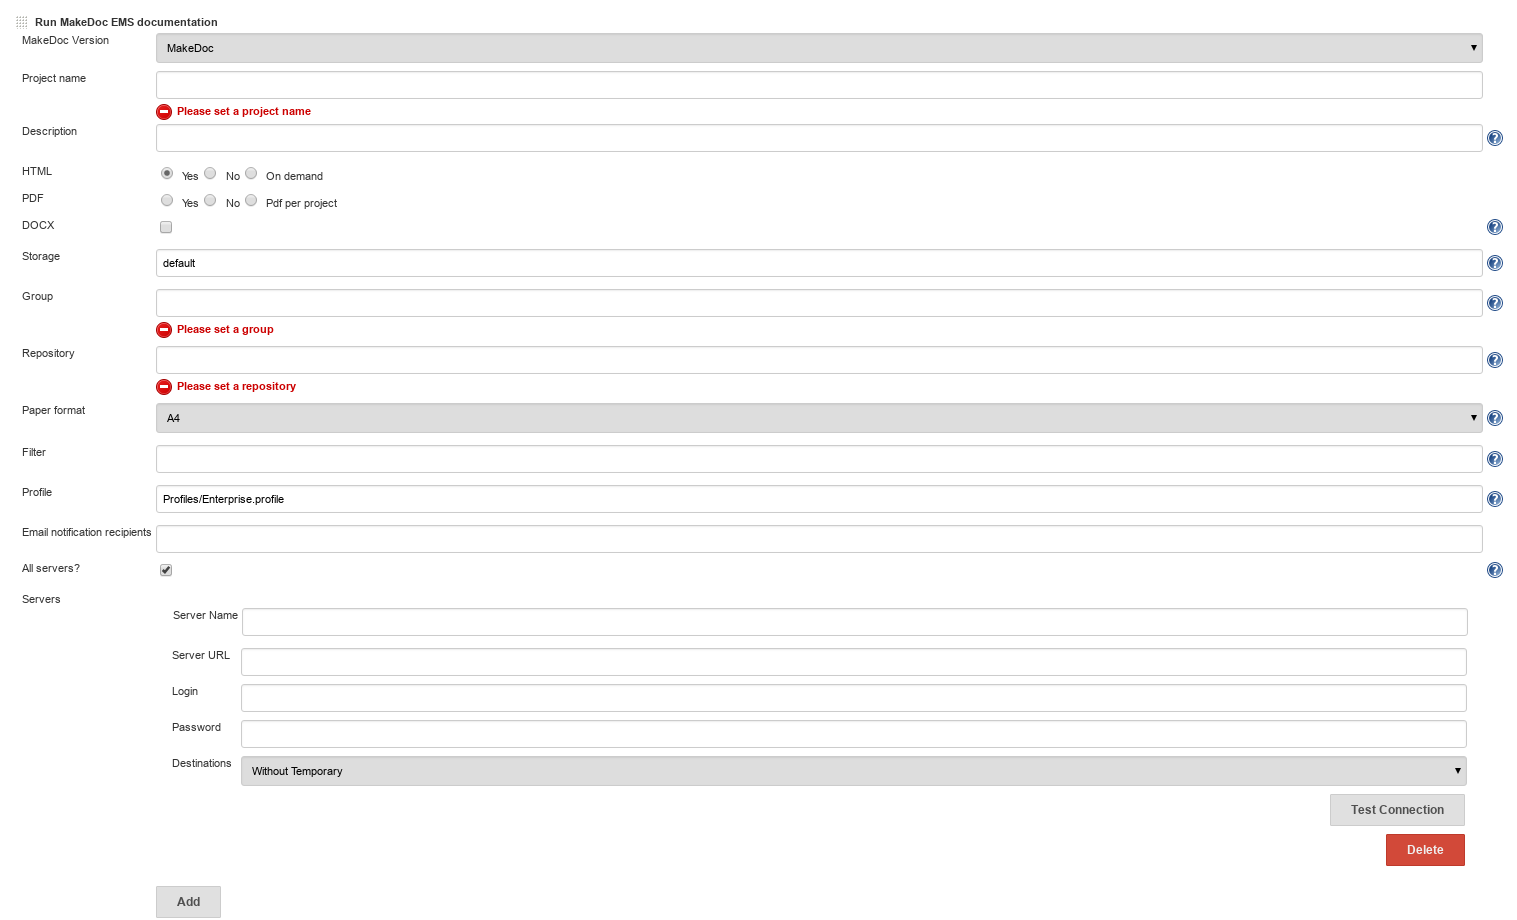 Run MakeDoc EMS documentation
MakeDoc Version
MakeDoc
Project name
Please set a project name
Description
HTML
Yes No On demand
PDF
Yes No Pdf per project
DOCX
Storage
default
Group
Please set a group
Repository
Please set a repository
Paper format
A4
Filter
Profile
Profiles/Enterprise.profile
Email notification recipients
All servers?
Servers
Server Name
Server URL
Login
Password
Destinations
Without Temporary
Test Connection
Delete
Add